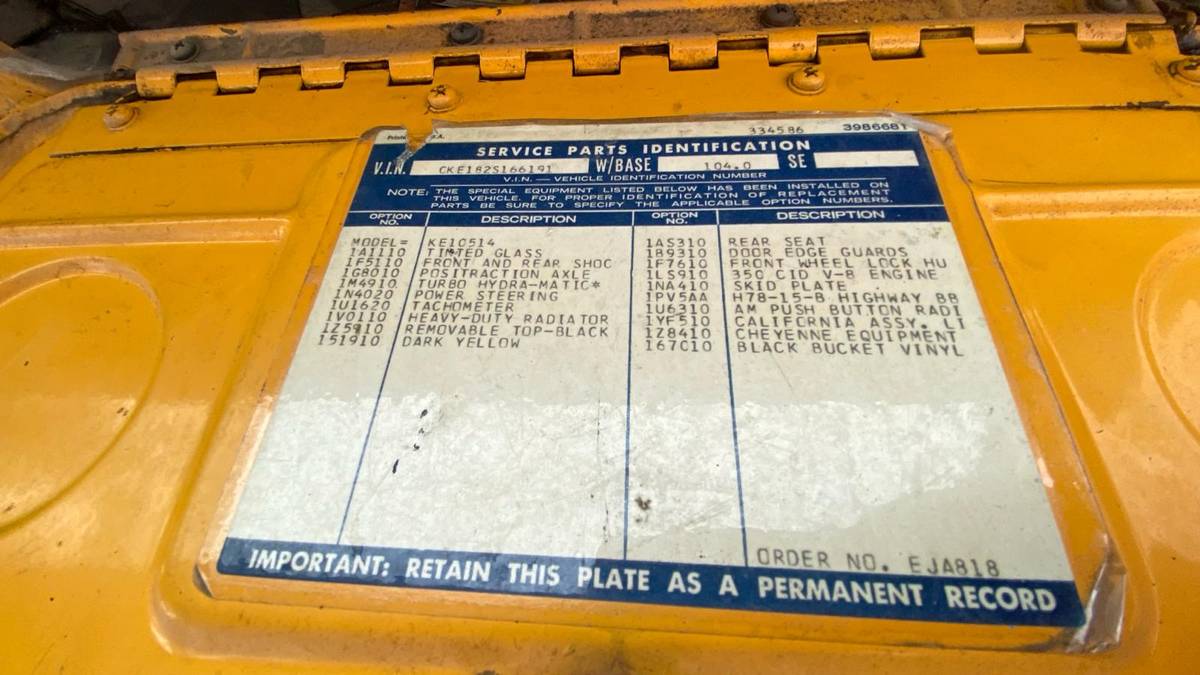 334586 3986681
SERVICE PARTS IDENTIFICATION
V.I.N. CKE182S166191 W/BASE 104.0 SE
V.I.N. — VEHICLE IDENTIFICATION NUMBER
NOTE: THE SPECIAL EQUIPMENT LISTED BELOW HAS BEEN INSTALLED ON
THIS VEHICLE. FOR PROPER IDENTIFICATION OF REPLACEMENT
PARTS BE SURE TO SPECIFY THE APPLICABLE OPTION NUMBERS.
OPTION NO. DESCRIPTION OPTION NO. DESCRIPTION
MODEL= KE10514
1A1110 TINTED GLASS
1F5110 FRONT AND REAR SHOC
1G8010 POSITRACTION AXLE
1M4910 TURBO HYDRA-MATIC*
1N4020 POWER STEERING
1U1620 TACHOMETER
1V0110 HEAVY-DUTY RADIATOR
1Z5910 REMOVABLE TOP-BLACK
151910 DARK YELLOW
1AS310 REAR SEAT
1B9310 DOOR EDGE GUARDS
1F7610 FRONT WHEEL LOCK HU
1LS910 350 CID V-8 ENGINE
1NA410 SKID PLATE
1PV5AA H78-15-B HIGHWAY BB
1U6310 AM PUSH BUTTON RADI
1YF510 CALIFORNIA ASSY. LI
1Z8410 CHEYENNE EQUIPMENT
167C10 BLACK BUCKET VINYL
ORDER NO. EJA818
IMPORTANT: RETAIN THIS PLATE AS A PERMANENT RECORD